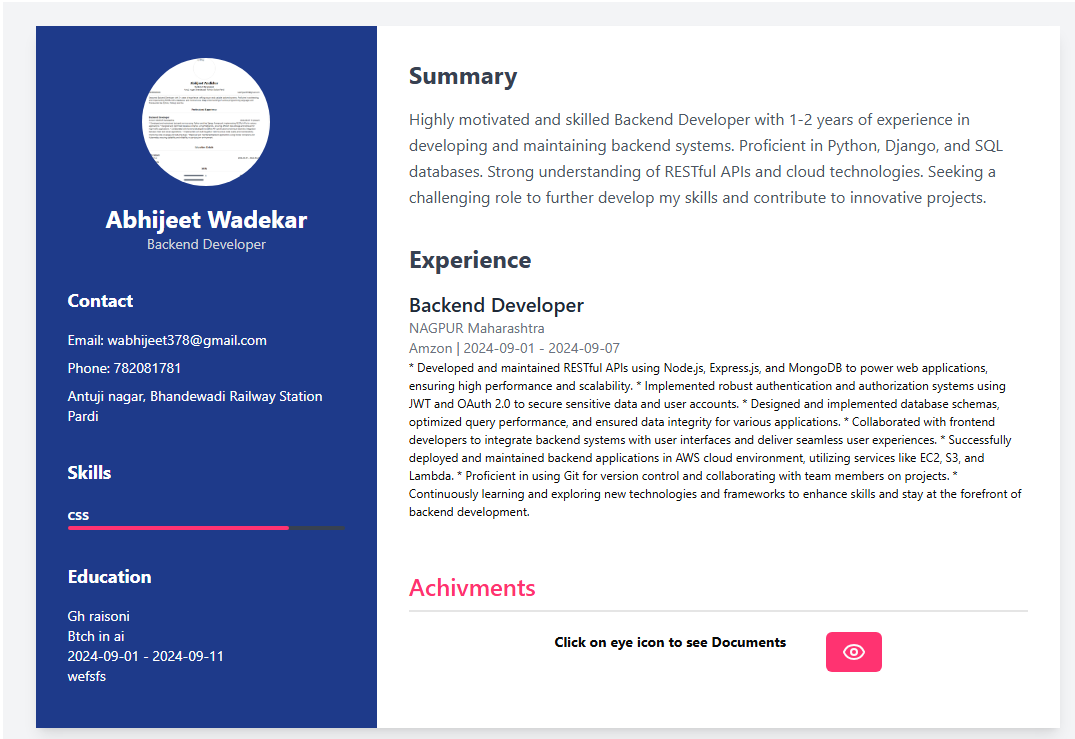 Abhijeet Wadekar
Backend Developer
Contact
Email: wabhijeet378@gmail.com
Phone: 782081781
Antuji nagar, Bhandewadi Railway Station
Pardi
Skills
css
Education
Gh raisoni
Btch in ai
2024-09-01 - 2024-09-11
wefsfs
Summary
Highly motivated and skilled Backend Developer with 1-2 years of experience in
developing and maintaining backend systems. Proficient in Python, Django, and SQL
databases. Strong understanding of RESTful APIs and cloud technologies. Seeking a
challenging role to further develop my skills and contribute to innovative projects.
Experience
Backend Developer
NAGPUR Maharashtra
Amzon | 2024-09-01 - 2024-09-07
* Developed and maintained RESTful APIs using Node.js, Express.js, and MongoDB to power web applications,
ensuring high performance and scalability. * Implemented robust authentication and authorization systems using
JWT and OAuth 2.0 to secure sensitive data and user accounts. * Designed and implemented database schemas,
optimized query performance, and ensured data integrity for various applications. * Collaborated with frontend
developers to integrate backend systems with user interfaces and deliver seamless user experiences. * Successfully
deployed and maintained backend applications in AWS cloud environment, utilizing services like EC2, S3, and
Lambda. * Proficient in using Git for version control and collaborating with team members on projects. *
Continuously learning and exploring new technologies and frameworks to enhance skills and stay at the forefront of
backend development.
Achivments
Click on eye icon to see Documents